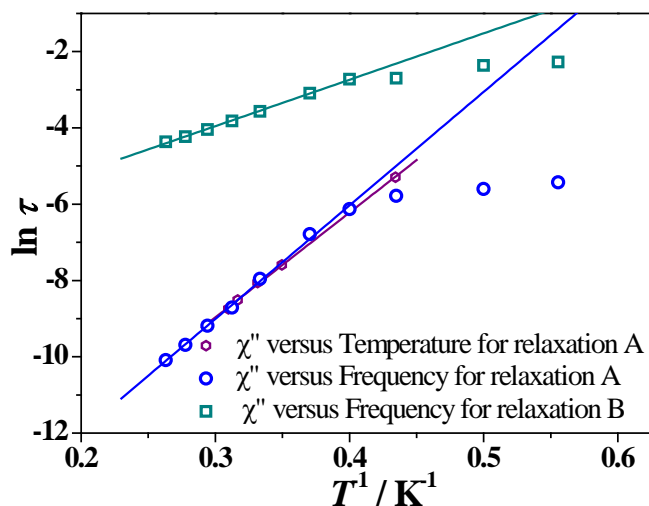 -2
-4
-6
-8
-10
-12
ln τ
χ" versus Temperature for relaxation A
χ" versus Frequency for relaxation A
χ" versus Frequency for relaxation B
0.2 0.3 0.4 0.5 0.6
T¹ / K⁻¹